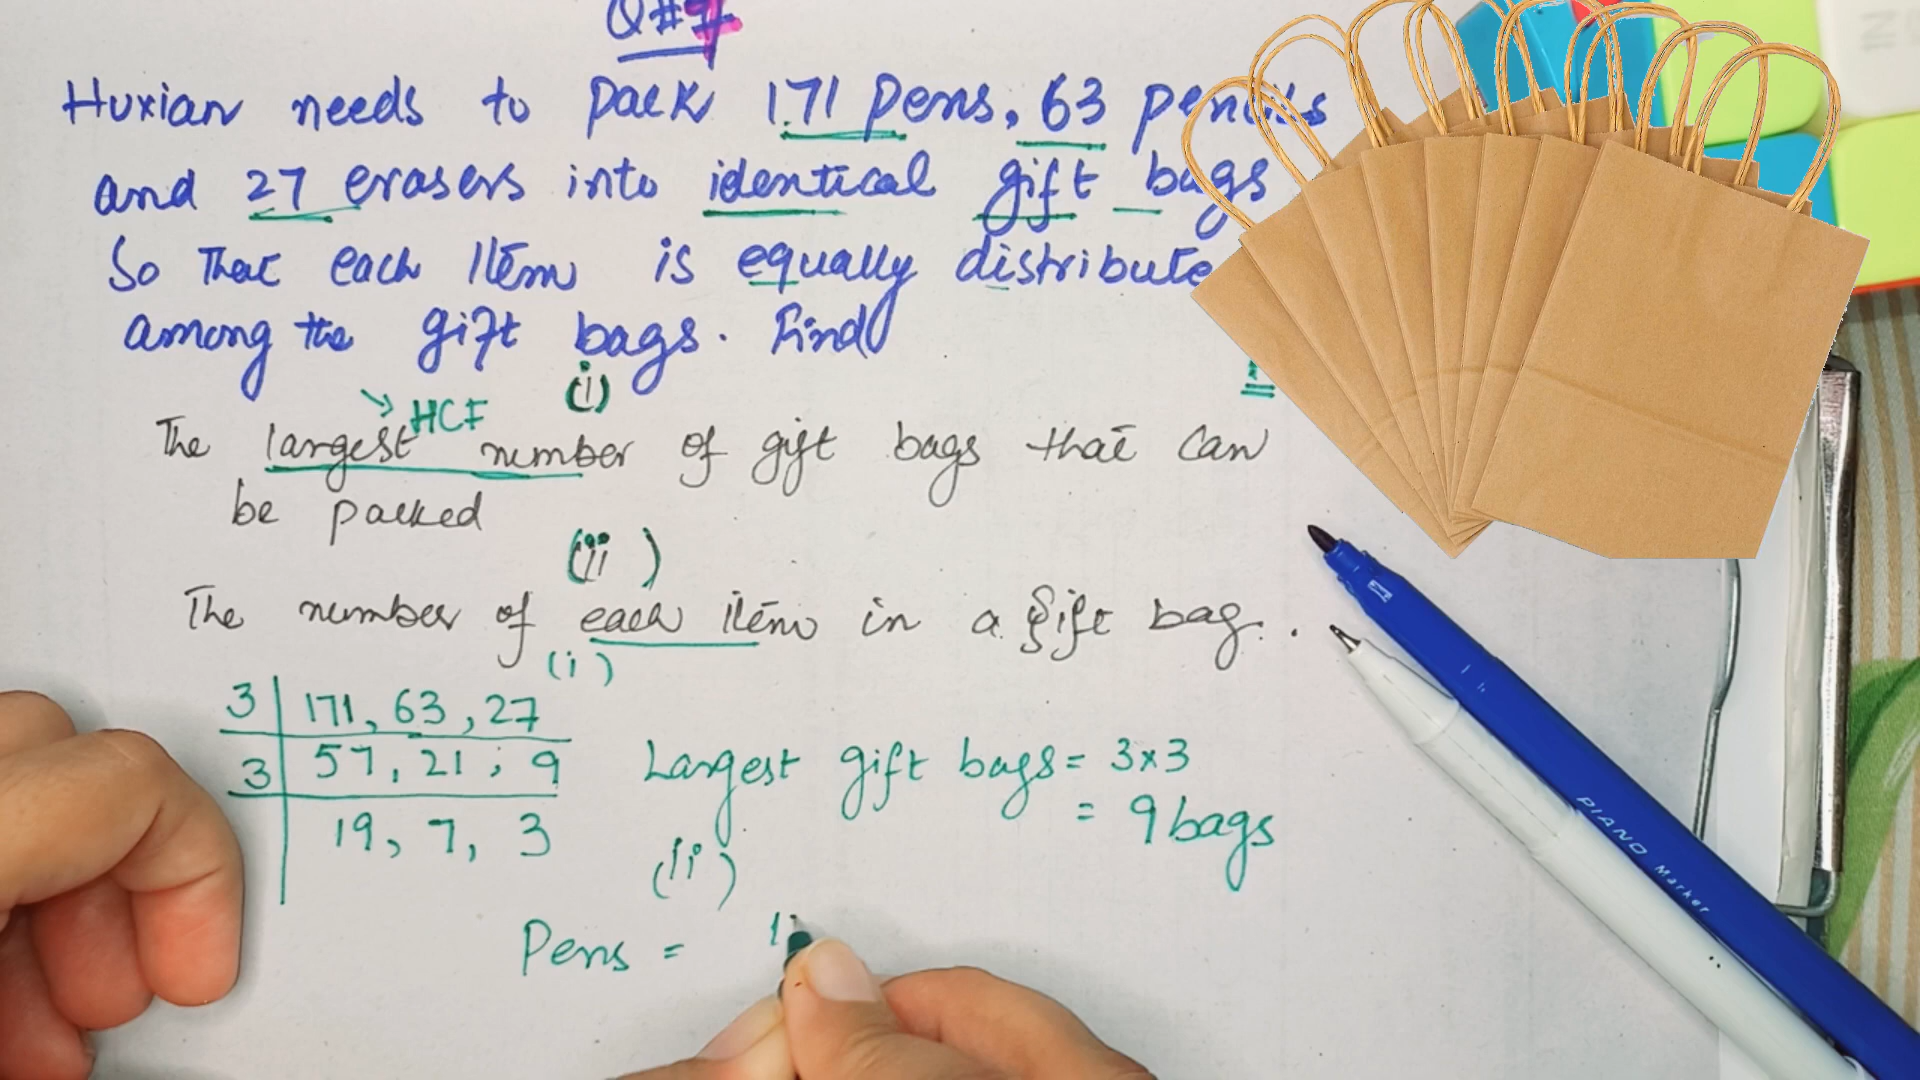 Q#7
Huxian needs to pack 171 pens, 63 pencils
and 27 erasers into identical gift bags
So That each Item is equally distribute
among the gift bags. Find
(i)
→ HCF
The largest number of gift bags that can
be packed
(ii)
The number of each item in a gift bag.
(i)
3 | 171, 63, 27
3 | 57, 21, 9
19, 7, 3
Largest gift bags = 3x3
= 9 bags
(ii)
Pens = 1
PIANO Marker